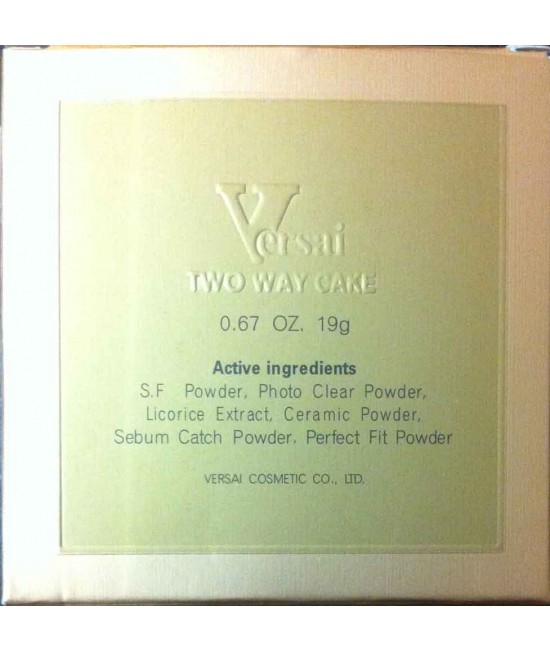 Versai
TWO WAY CAKE
0.67 OZ. 19g
Active ingredients
S.F Powder, Photo Clear Powder,
Licorice Extract, Ceramic Powder,
Sebum Catch Powder, Perfect Fit Powder
VERSAI COSMETIC CO., LTD.